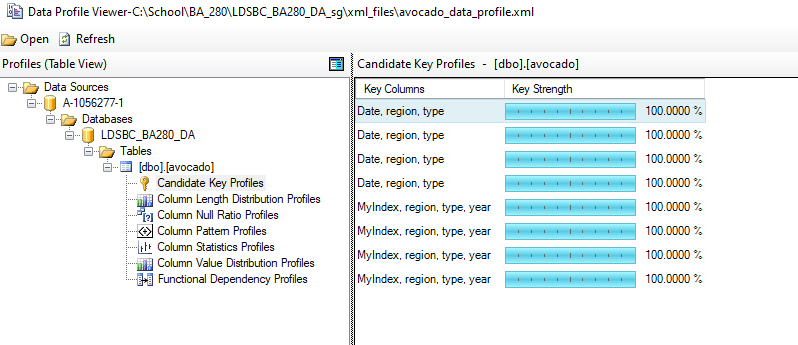 Data Profile Viewer-C:\School\BA_280\LDSBC_BA280_DA_sg\xml_files\avocado_data_profile.xml
Open Refresh
Profiles (Table View)
Data Sources
A-1056277-1
Databases
LDSBC_BA280_DA
Tables
[dbo].[avocado]
Candidate Key Profiles
Column Length Distribution Profiles
Column Null Ratio Profiles
Column Pattern Profiles
Column Statistics Profiles
Column Value Distribution Profiles
Functional Dependency Profiles
Candidate Key Profiles - [dbo].[avocado]
Key Columns Key Strength
Date, region, type 100.0000 %
Date, region, type 100.0000 %
Date, region, type 100.0000 %
Date, region, type 100.0000 %
MyIndex, region, type, year 100.0000 %
MyIndex, region, type, year 100.0000 %
MyIndex, region, type, year 100.0000 %
MyIndex, region, type, year 100.0000 %